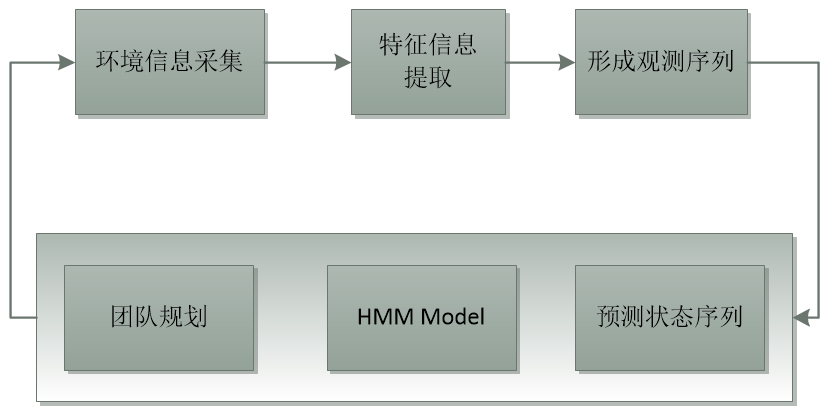 环境信息采集
特征信息
提取
形成观测序列
团队规划
HMM Model
预测状态序列